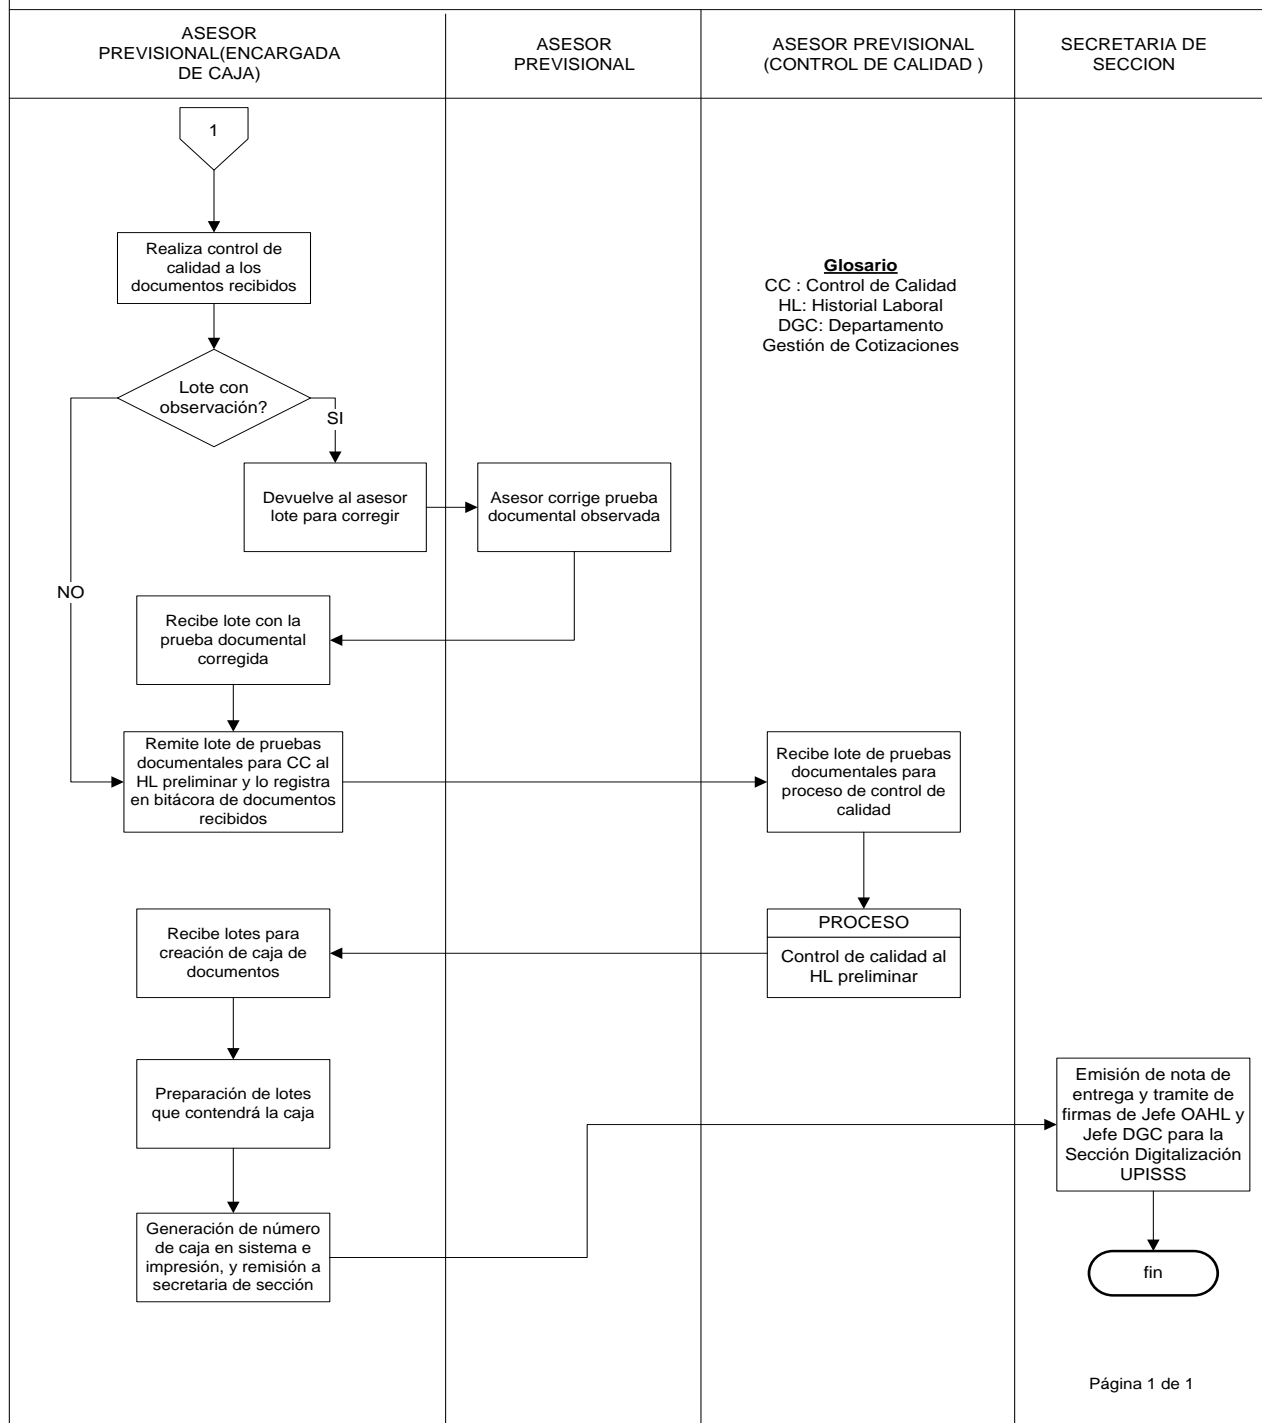 ASESOR
PREVISIONAL(ENCARGADA
DE CAJA)
ASESOR
PREVISIONAL
ASESOR PREVISIONAL
(CONTROL DE CALIDAD )
SECRETARIA DE
SECCION
1
Realiza control de
calidad a los
documentos recibidos
Glosario
CC : Control de Calidad
HL: Historial Laboral
DGC: Departamento
Gestión de Cotizaciones
Lote con
observación?
SI
Devuelve al asesor
lote para corregir
Asesor corrige prueba
documental observada
NO
Recibe lote con la
prueba documental
corregida
Remite lote de pruebas
documentales para CC al
HL preliminar y lo registra
en bitácora de documentos
recibidos
Recibe lote de pruebas
documentales para
proceso de control de
calidad
PROCESO
Control de calidad al
HL preliminar
Recibe lotes para
creación de caja de
documentos
Preparación de lotes
que contendrá la caja
Generación de número
de caja en sistema e
impresión, y remisión a
secretaria de sección
Emisión de nota de
entrega y tramite de
firmas de Jefe OAHL y
Jefe DGC para la
Sección Digitalización
UPISSS
fin
Página 1 de 1